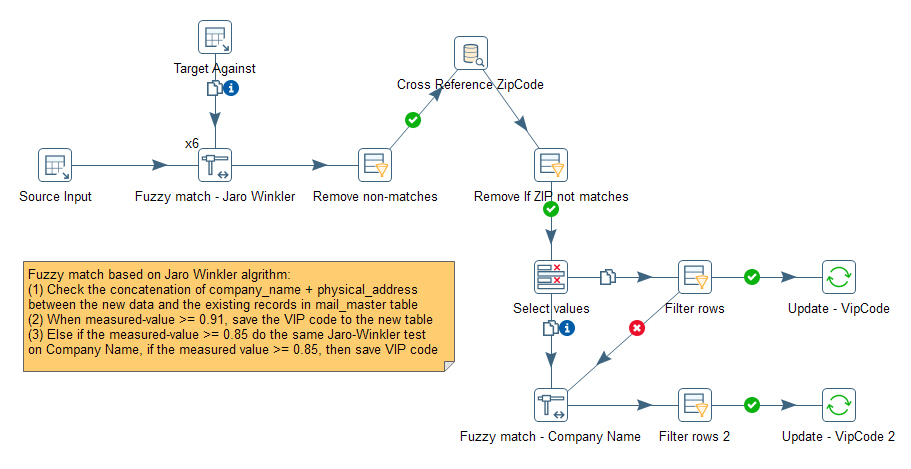 Target Against
Cross Reference ZipCode
x6
Source Input
Fuzzy match - Jaro Winkler
Remove non-matches
Remove If ZIP not matches
Fuzzy match based on Jaro Winkler algrithm:
(1) Check the concatenation of company_name + physical_address
between the new data and the existing records in mail_master table
(2) When measured-value >= 0.91, save the VIP code to the new table
(3) Else if the measured-value >= 0.85 do the same Jaro-Winkler test
on Company Name, if the measured value >= 0.85, then save VIP code
Select values
Filter rows
Update - VipCode
Fuzzy match - Company Name
Filter rows 2
Update - VipCode 2